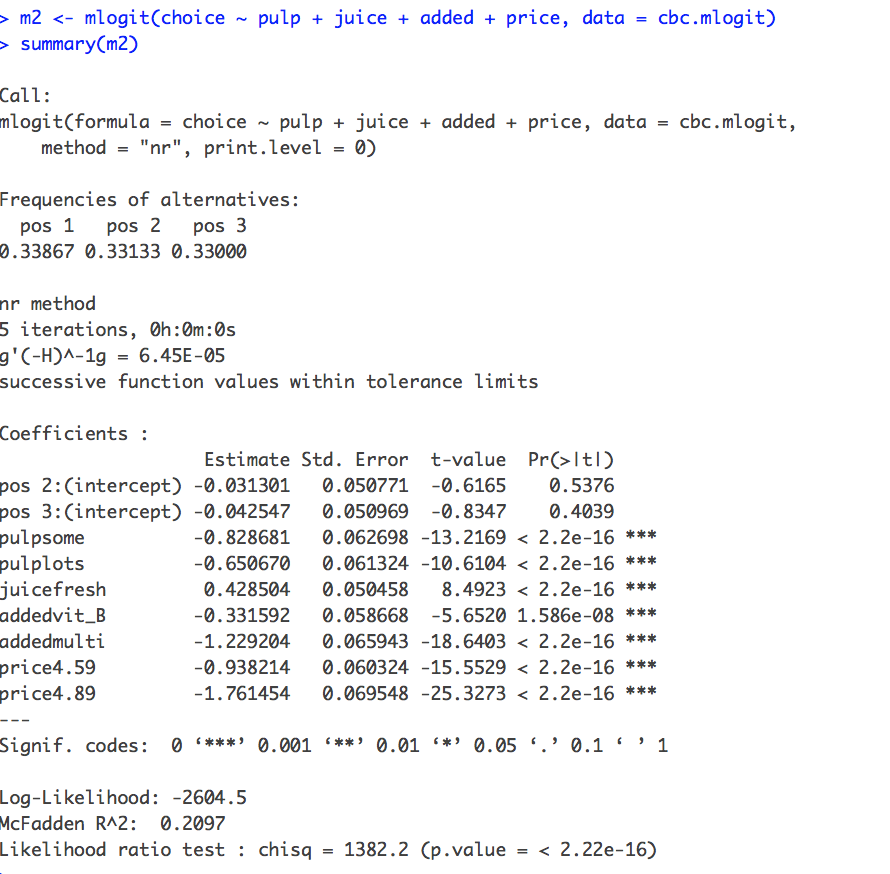 > m2 <- mlogit(choice ~ pulp + juice + added + price, data = cbc.mlogit)
> summary(m2)
Call:
mlogit(formula = choice ~ pulp + juice + added + price, data = cbc.mlogit,
    method = "nr", print.level = 0)
Frequencies of alternatives:
  pos 1   pos 2   pos 3
0.33867 0.33133 0.33000
nr method
5 iterations, 0h:0m:0s
g'(-H)^-1g = 6.45E-05
successive function values within tolerance limits
Coefficients :
                    Estimate Std. Error  t-value  Pr(>|t|)
pos 2:(intercept) -0.031301   0.050771  -0.6165    0.5376
pos 3:(intercept) -0.042547   0.050969  -0.8347    0.4039
pulpsome          -0.828681   0.062698 -13.2169 < 2.2e-16 ***
pulplots          -0.650670   0.061324 -10.6104 < 2.2e-16 ***
juicefresh         0.428504   0.050458   8.4923 < 2.2e-16 ***
addedvit_B        -0.331592   0.058668  -5.6520 1.586e-08 ***
addedmulti        -1.229204   0.065943 -18.6403 < 2.2e-16 ***
price4.59         -0.938214   0.060324 -15.5529 < 2.2e-16 ***
price4.89         -1.761454   0.069548 -25.3273 < 2.2e-16 ***
---
Signif. codes:  0 ‘***’ 0.001 ‘**’ 0.01 ‘*’ 0.05 ‘.’ 0.1 ‘ ’ 1
Log-Likelihood: -2604.5
McFadden R^2:  0.2097
Likelihood ratio test : chisq = 1382.2 (p.value = < 2.22e-16)